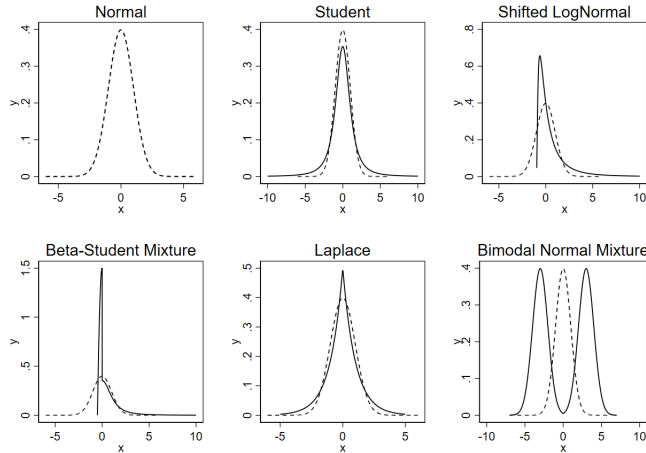 Normal
Student
Shifted LogNormal
y
0 .1 .2 .3 .4
-5 0 5
x
y
0 .1 .2 .3 .4
-10 -5 0 5 10
x
y
0 .2 .4 .6 .8
-5 0 5 10
x
Beta-Student Mixture
Laplace
Bimodal Normal Mixture
y
0 .5 1 1.5
-5 0 5 10
x
y
0 .1 .2 .3 .4 .5
-5 0 5
x
y
0 .1 .2 .3 .4
-10 -5 0 5 10
x